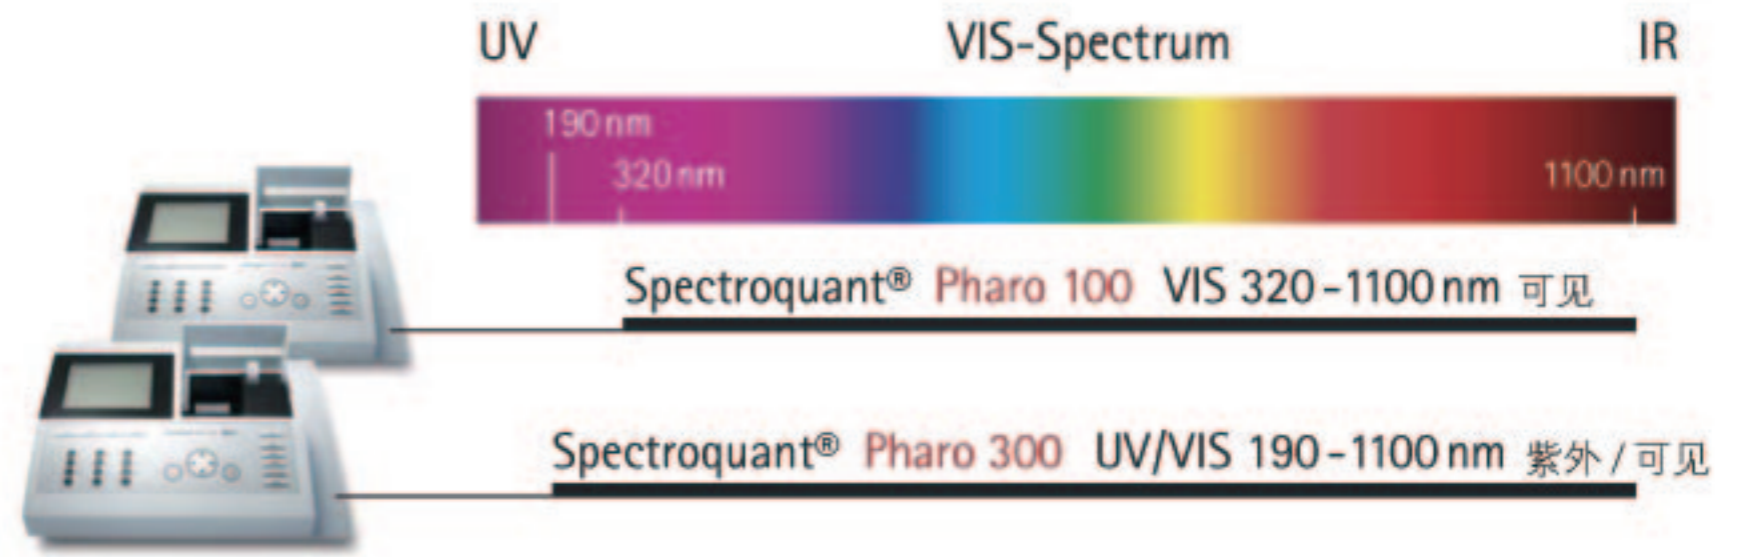 UV VIS-Spectrum IR
190 nm
320 nm 1100 nm
Spectroquant® Pharo 100 VIS 320-1100 nm 可见
Spectroquant® Pharo 300 UV/VIS 190-1100 nm 紫外 / 可见